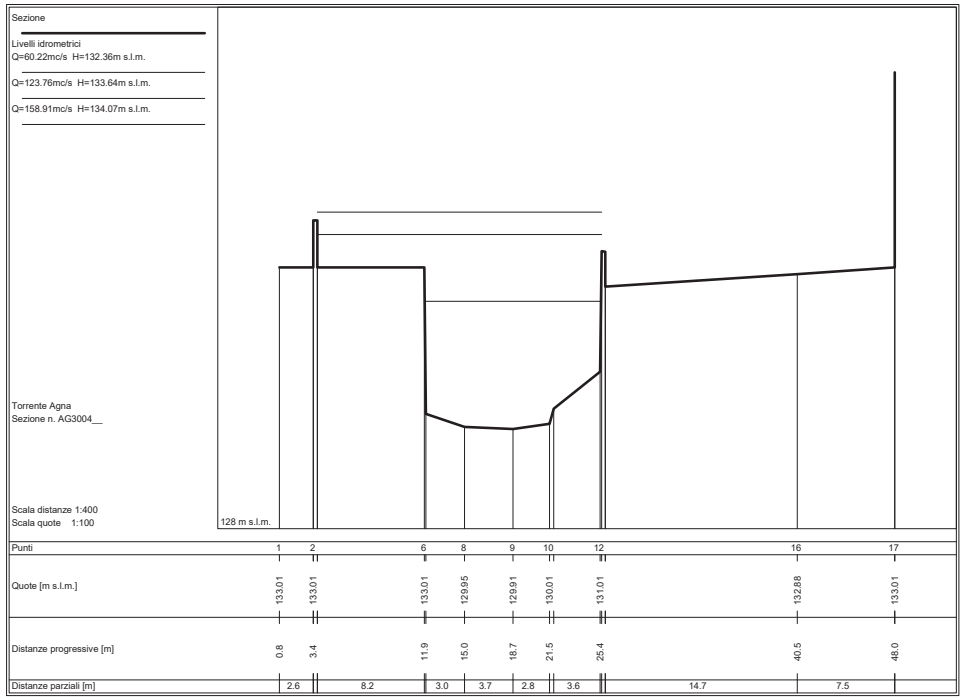 Sezione
Livelli idrometrici
Q=60.22mc/s H=132.36m s.l.m.
Q=123.76mc/s H=133.64m s.l.m.
Q=158.91mc/s H=134.07m s.l.m.
Torrente Agna
Sezione n. AG3004__
Scala distanze 1:400
Scala quote 1:100
128 m s.l.m.
Punti 1 2 6 8 9 10 12 16 17
Quote [m s.l.m.] 133.01 133.01 133.01 129.95 129.91 130.01 131.01 132.88 133.01
Distanze progressive [m] 0.8 3.4 11.9 15.0 18.7 21.5 25.4 40.5 48.0
Distanze parziali [m] 2.6 8.2 3.0 3.7 2.8 3.6 14.7 7.5